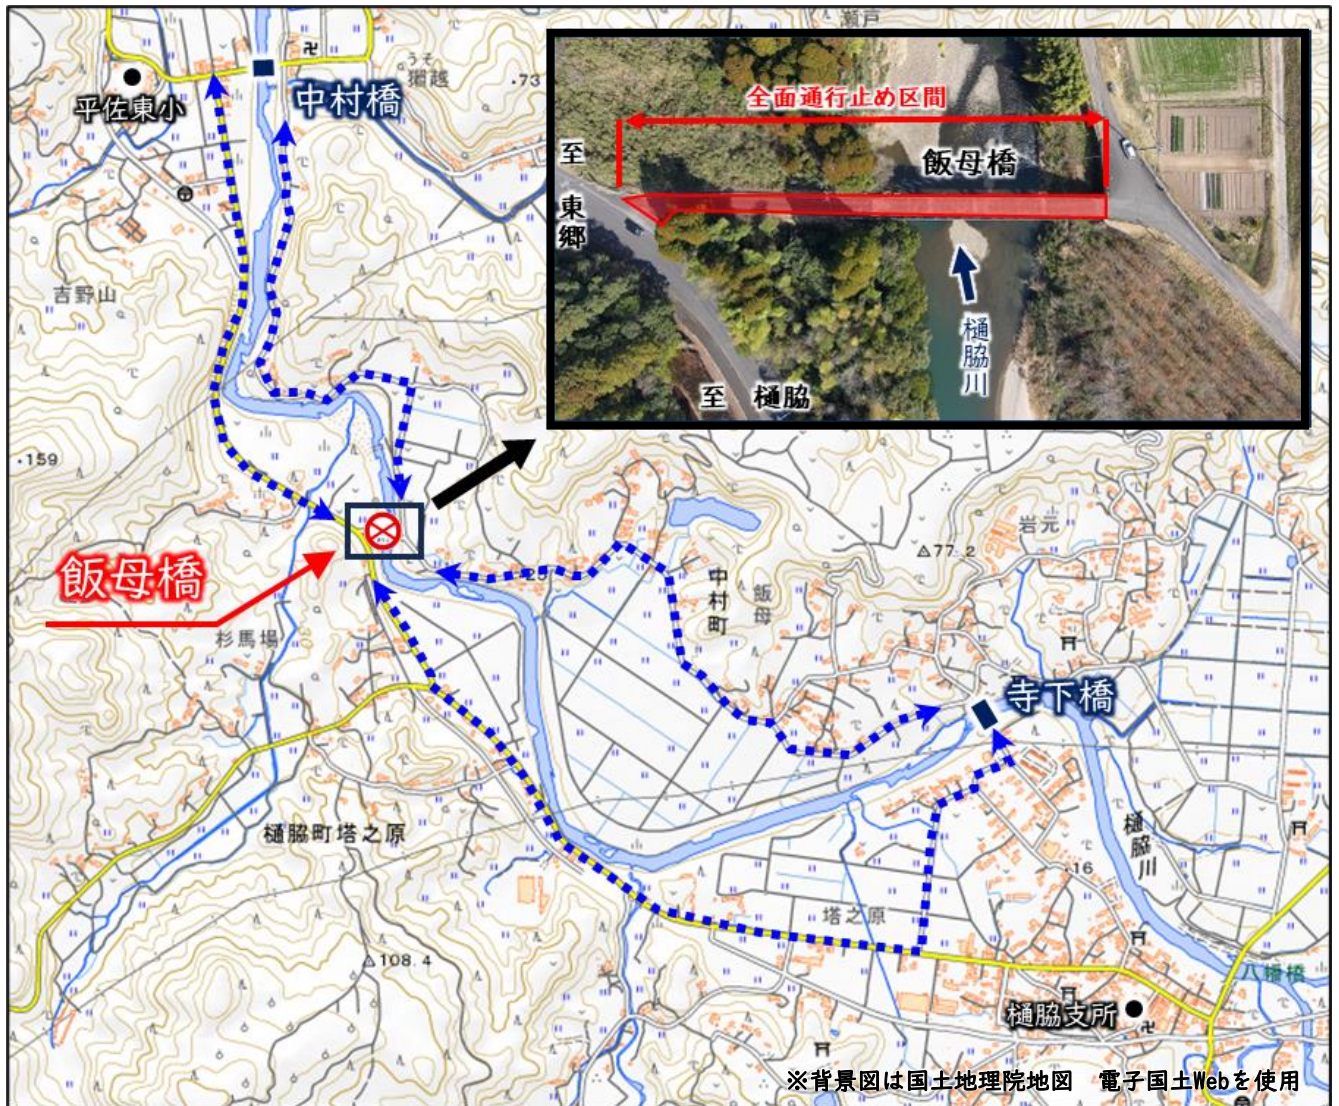 瀬戸
うそ
獺越
・73
平佐東小
中村橋
全面通行止め区間
至 東郷
飯母橋
樋脇川
至 樋脇
吉野山
・159
飯母橋
杉馬場
中村町
飯母
77.2
岩元
寺下橋
樋脇町塔之原
樋脇川
・16
塔之原
108.4
八幡橋
樋脇支所
※背景図は国土地理院地図 電子国土Webを使用